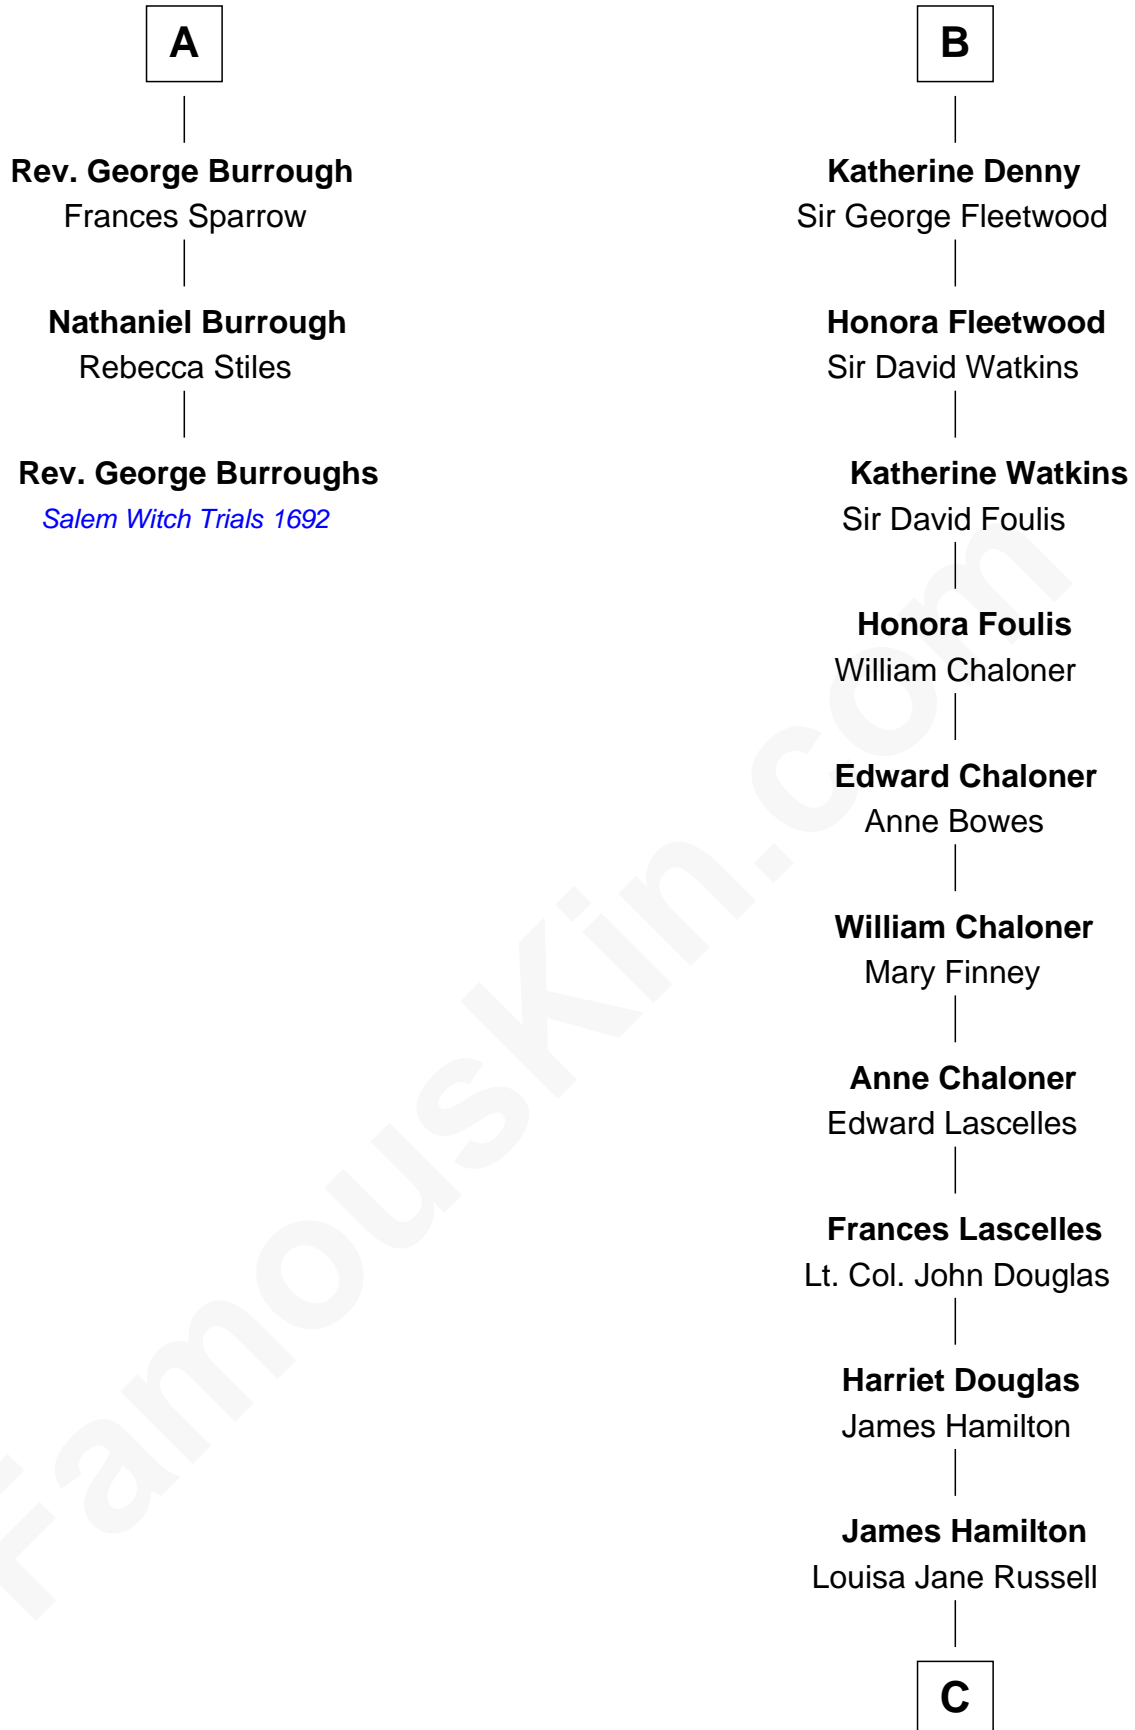 A
Rev. George Burrough
Frances Sparrow
Nathaniel Burrough
Rebecca Stiles
Rev. George Burroughs
Salem Witch Trials 1692
B
Katherine Denny
Sir George Fleetwood
Honora Fleetwood
Sir David Watkins
Katherine Watkins
Sir David Foulis
Honora Foulis
William Chaloner
Edward Chaloner
Anne Bowes
William Chaloner
Mary Finney
Anne Chaloner
Edward Lascelles
Frances Lascelles
Lt. Col. John Douglas
Harriet Douglas
James Hamilton
James Hamilton
Louisa Jane Russell
C
FamousKin.com